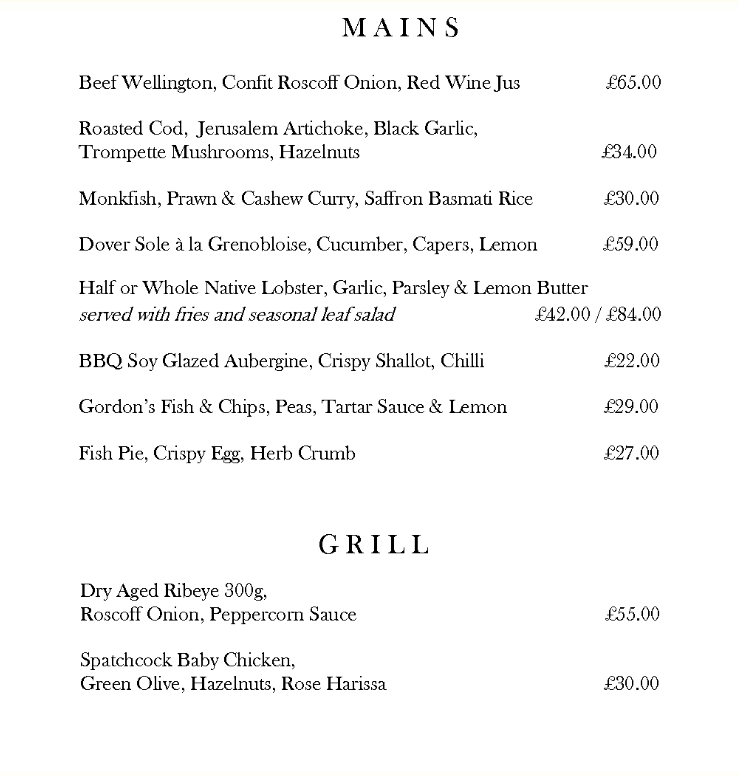 MAINS
Beef Wellington, Confit Roscoff Onion, Red Wine Jus £65.00
Roasted Cod, Jerusalem Artichoke, Black Garlic,
Trompette Mushrooms, Hazelnuts £34.00
Monkfish, Prawn & Cashew Curry, Saffron Basmati Rice £30.00
Dover Sole à la Grenobloise, Cucumber, Capers, Lemon £59.00
Half or Whole Native Lobster, Garlic, Parsley & Lemon Butter
served with fries and seasonal leaf salad £42.00 / £84.00
BBQ Soy Glazed Aubergine, Crispy Shallot, Chilli £22.00
Gordon's Fish & Chips, Peas, Tartar Sauce & Lemon £29.00
Fish Pie, Crispy Egg, Herb Crumb £27.00
GRILL
Dry Aged Ribeye 300g,
Roscoff Onion, Peppercorn Sauce £55.00
Spatchcock Baby Chicken,
Green Olive, Hazelnuts, Rose Harissa £30.00